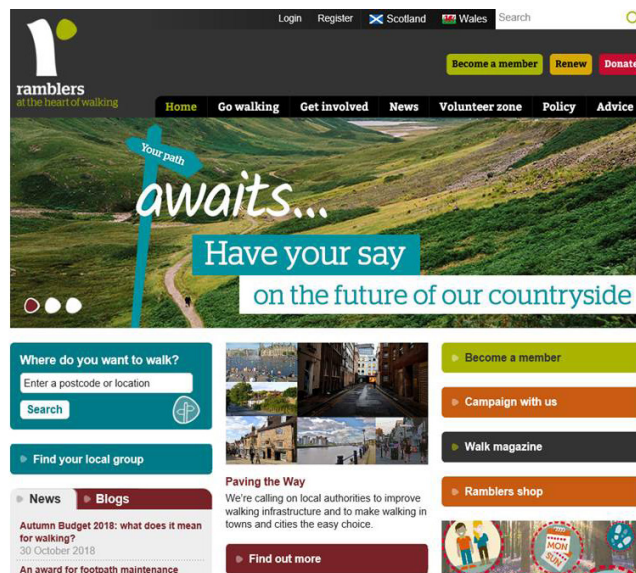 Login Register Scotland Wales Search
r
ramblers
at the heart of walking
Become a member Renew Donate
Home Go walking Get involved News Volunteer zone Policy Advice
Your path
awaits...
Have your say
on the future of our countryside
Where do you want to walk?
Enter a postcode or location
Search
Find your local group
News Blogs
Autumn Budget 2018: what does it mean
for walking?
30 October 2018
An award for footpath maintenance
Paving the Way
We're calling on local authorities to improve
walking infrastructure and to make walking in
towns and cities the easy choice.
Find out more
Become a member
Campaign with us
Walk magazine
Ramblers shop
MON
SUN